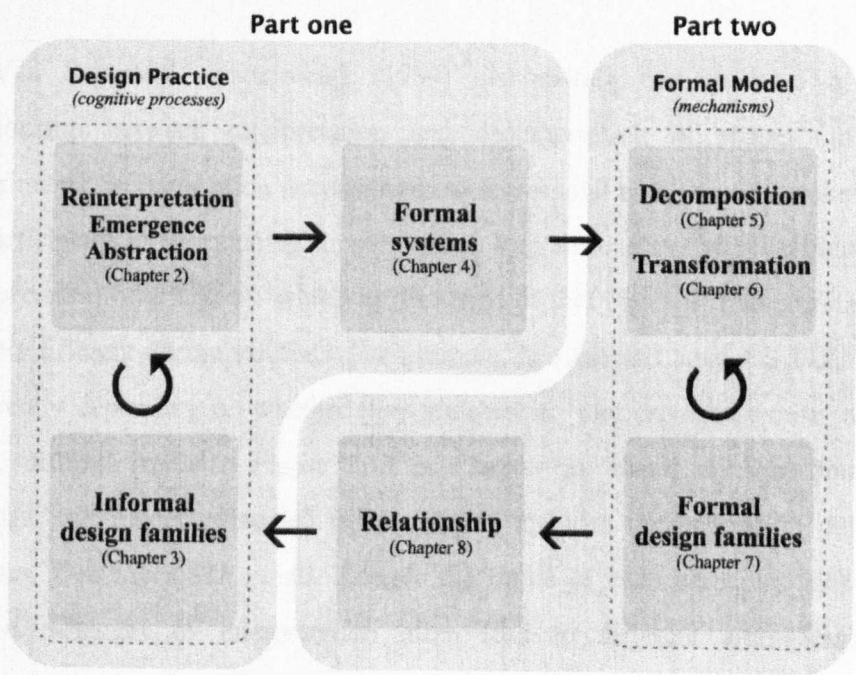 Part one
Part two
Design Practice
(cognitive processes)
Formal Model
(mechanisms)
Reinterpretation
Emergence
Abstraction
(Chapter 2)
Formal
systems
(Chapter 4)
Decomposition
(Chapter 5)
Transformation
(Chapter 6)
Informal
design families
(Chapter 3)
Relationship
(Chapter 8)
Formal
design families
(Chapter 7)